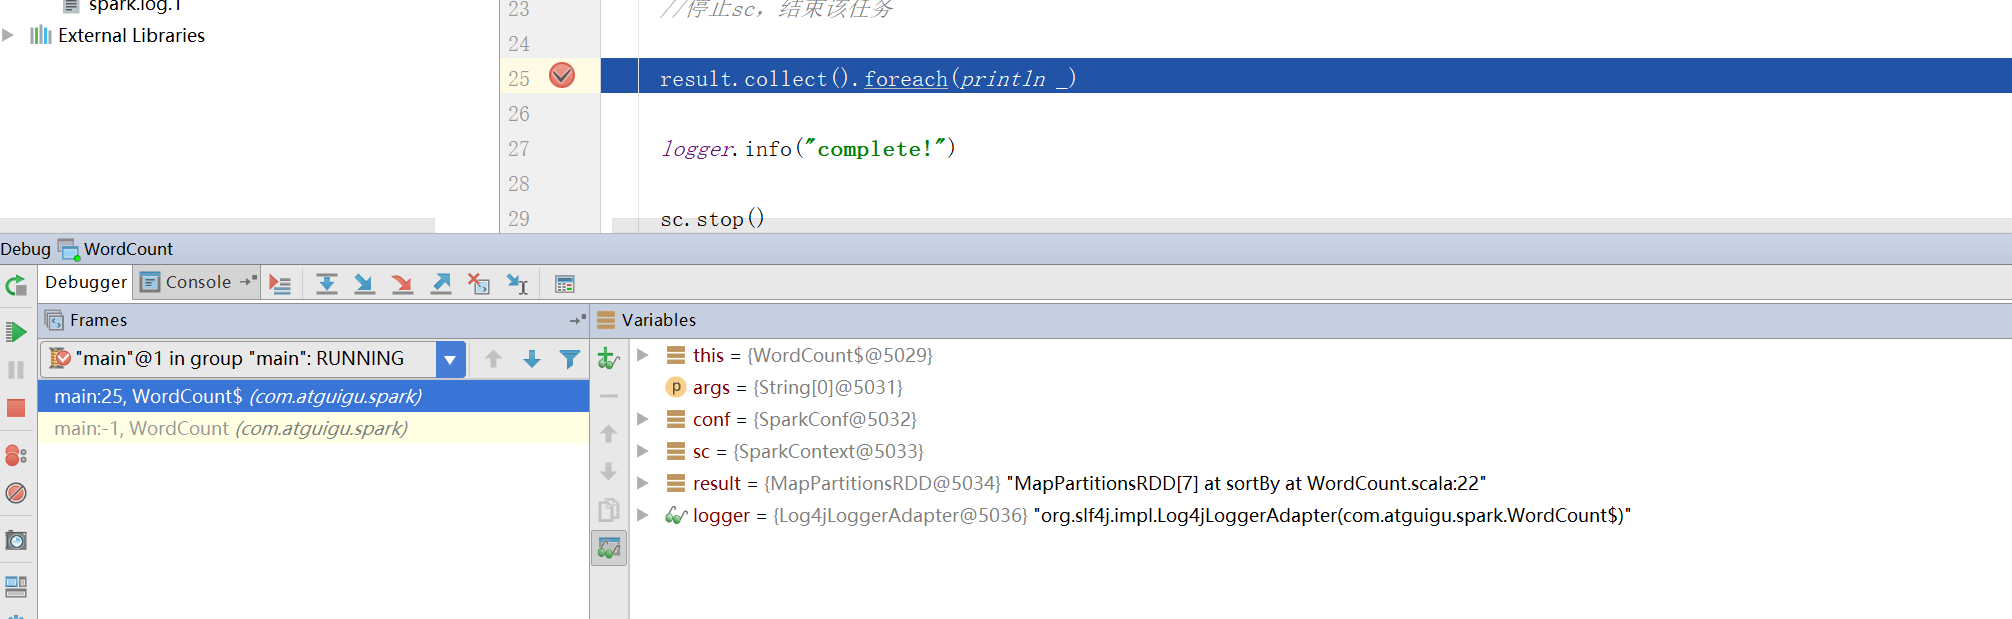 spark.log.1
External Libraries
23 //停止sc，结束该任务
24
25 result.collect().foreach(println _)
26
27 logger.info("complete!")
28
29 sc.stop()
Debug WordCount
Debugger Console
Frames
Variables
"main"@1 in group "main": RUNNING
main:25, WordCount$ (com.atguigu.spark)
main:-1, WordCount (com.atguigu.spark)
this = {WordCount$@5029}
p args = {String[0]@5031}
conf = {SparkConf@5032}
sc = {SparkContext@5033}
result = {MapPartitionsRDD@5034} "MapPartitionsRDD[7] at sortBy at WordCount.scala:22"
logger = {Log4jLoggerAdapter@5036} "org.slf4j.impl.Log4jLoggerAdapter(com.atguigu.spark.WordCount$)"